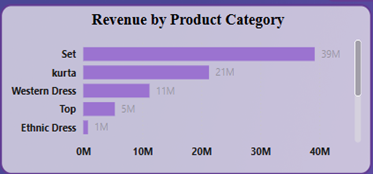 Revenue by Product Category
Set 39M
kurta 21M
Western Dress 11M
Top 5M
Ethnic Dress 1M
0M 10M 20M 30M 40M